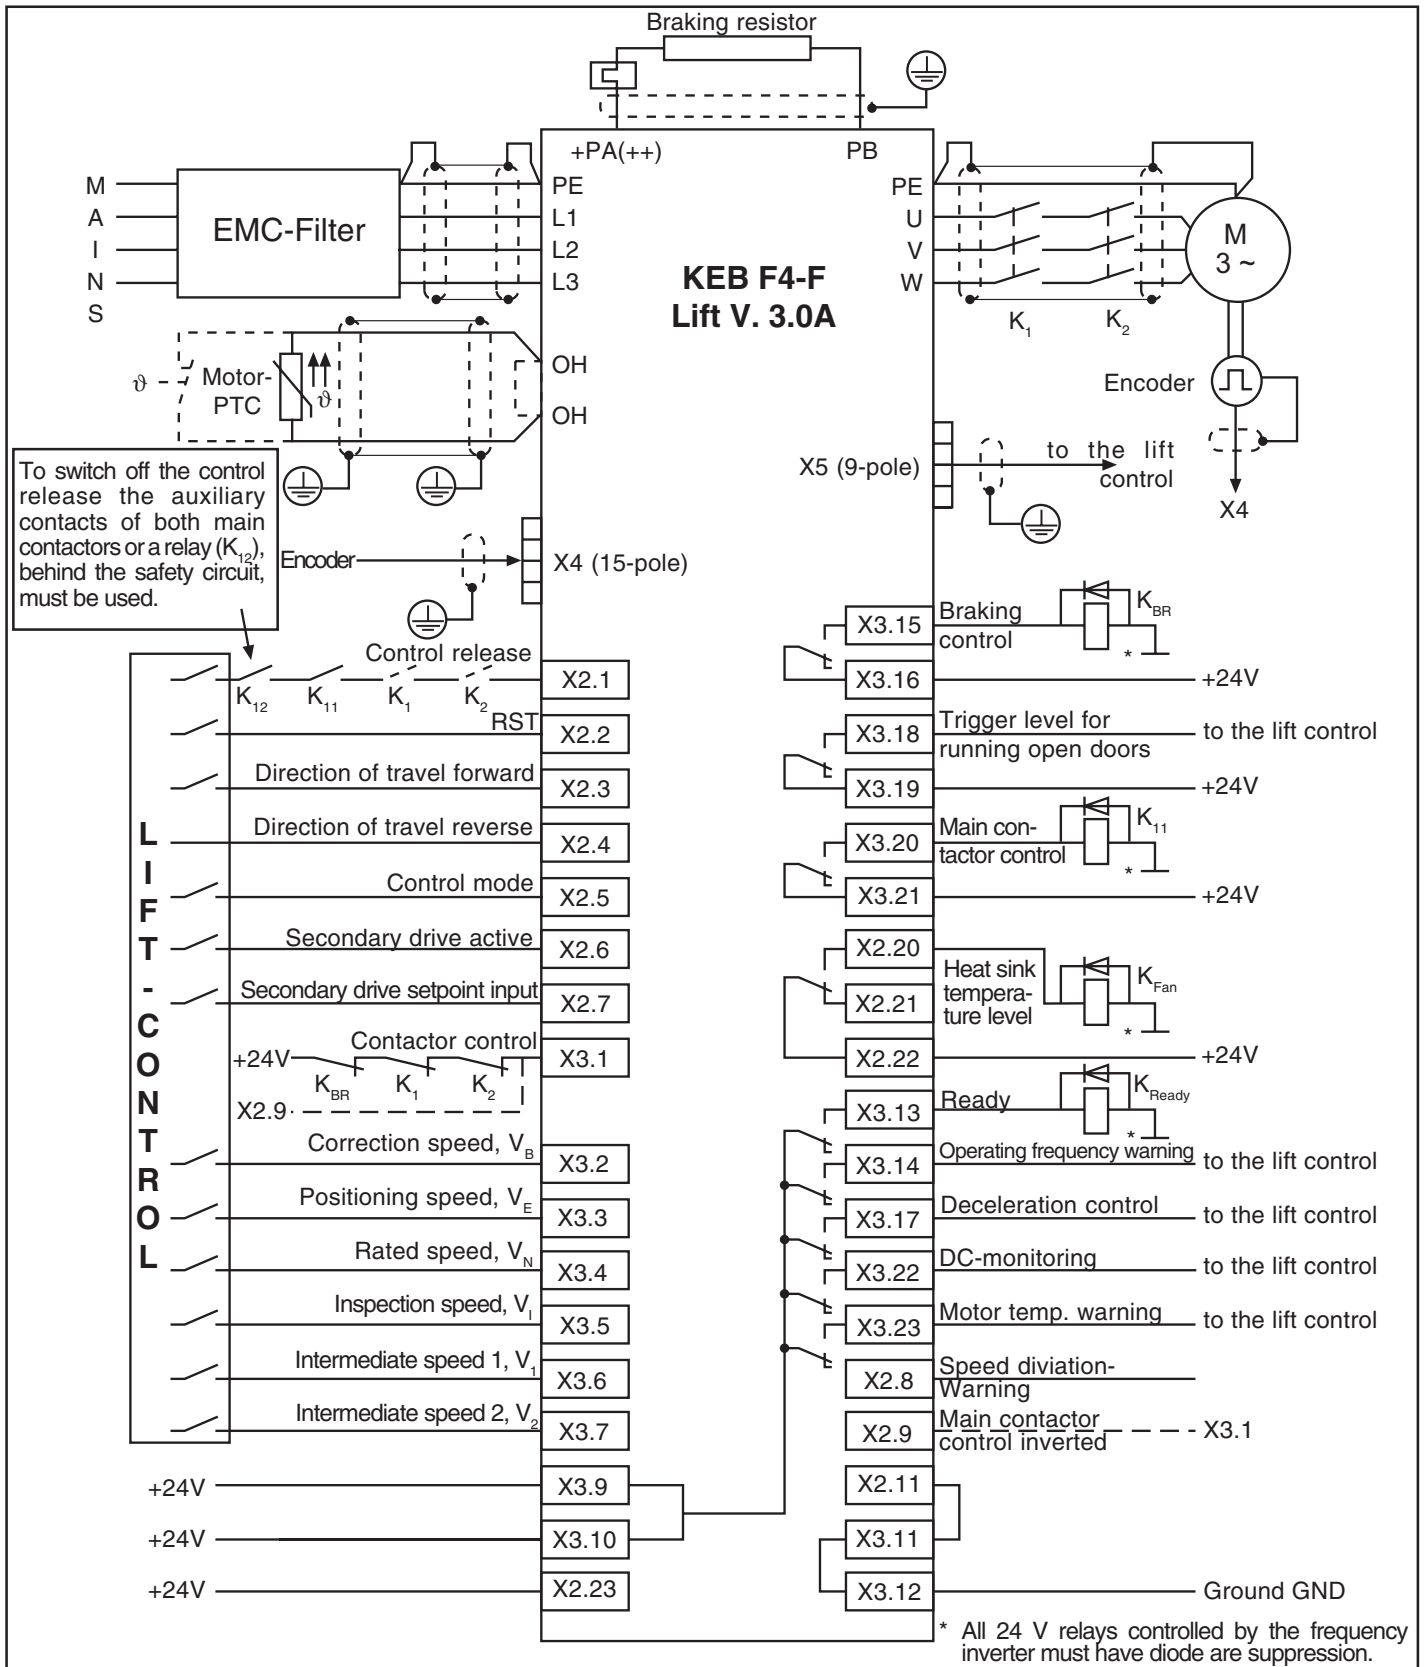 Braking resistor
+PA(++)
PB
M
A
I
N
S
EMC-Filter
PE
L1
L2
L3
KEB F4-F
Lift V. 3.0A
PE
U
V
W
K1
K2
M
3 ~
ϑ
Motor-
PTC
ϑ
OH
OH
Encoder
X4
X5 (9-pole)
to the lift
control
To switch off the control
release the auxiliary
contacts of both main
contactors or a relay (K12),
behind the safety circuit,
must be used.
Encoder
X4 (15-pole)
LIFT-CONTROL
Control release
K12
K11
K1
K2
X2.1
RST
X2.2
Direction of travel forward
X2.3
Direction of travel reverse
X2.4
Control mode
X2.5
Secondary drive active
X2.6
Secondary drive setpoint input
X2.7
Contactor control
+24V
KBR
K1
K2
X3.1
X2.9
Correction speed, VB
X3.2
Positioning speed, VE
X3.3
Rated speed, VN
X3.4
Inspection speed, VI
X3.5
Intermediate speed 1, V1
X3.6
Intermediate speed 2, V2
X3.7
+24V
X3.9
+24V
X3.10
+24V
X2.23
X3.15
Braking
control
KBR
*
X3.16
+24V
X3.18
Trigger level for
running open doors
to the lift control
X3.19
+24V
X3.20
Main con-
tactor control
K11
*
X3.21
+24V
X2.20
Heat sink
tempera-
ture level
KFan
*
X2.21
X2.22
+24V
X3.13
Ready
KReady
*
X3.14
Operating frequency warning
to the lift control
X3.17
Deceleration control
to the lift control
X3.22
DC-monitoring
to the lift control
X3.23
Motor temp. warning
to the lift control
X2.8
Speed diviation-
Warning
X2.9
Main contactor
control inverted
X3.1
X2.11
X3.11
X3.12
Ground GND
* All 24 V relays controlled by the frequency
inverter must have diode are suppression.